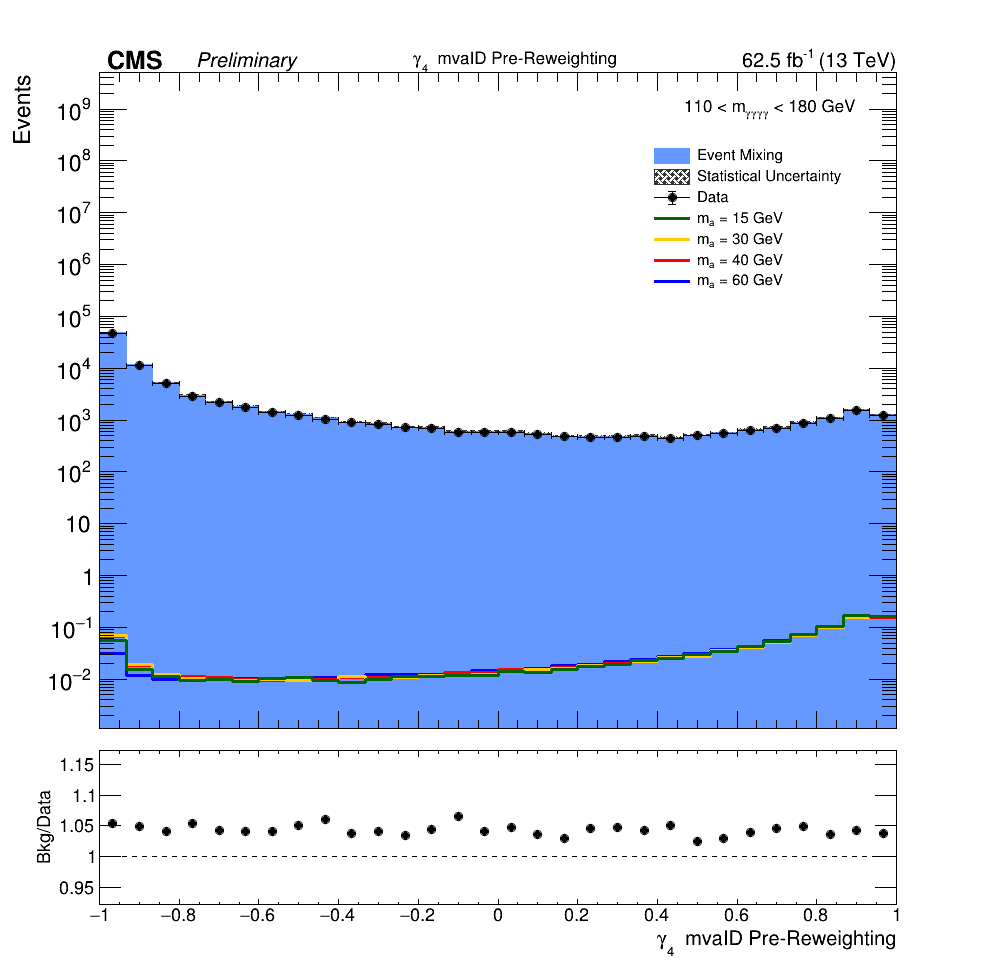 CMS Preliminary γ₄ mvaID Pre-Reweighting 62.5 fb⁻¹ (13 TeV)
Events
110 < mγγγγ < 180 GeV
Event Mixing
Statistical Uncertainty
Data
mₐ = 15 GeV
mₐ = 30 GeV
mₐ = 40 GeV
mₐ = 60 GeV
10⁹
10⁸
10⁷
10⁶
10⁵
10⁴
10³
10²
10
1
10⁻¹
10⁻²
Bkg/Data
1.15
1.1
1.05
1
0.95
−1 −0.8 −0.6 −0.4 −0.2 0 0.2 0.4 0.6 0.8 1
γ₄ mvaID Pre-Reweighting